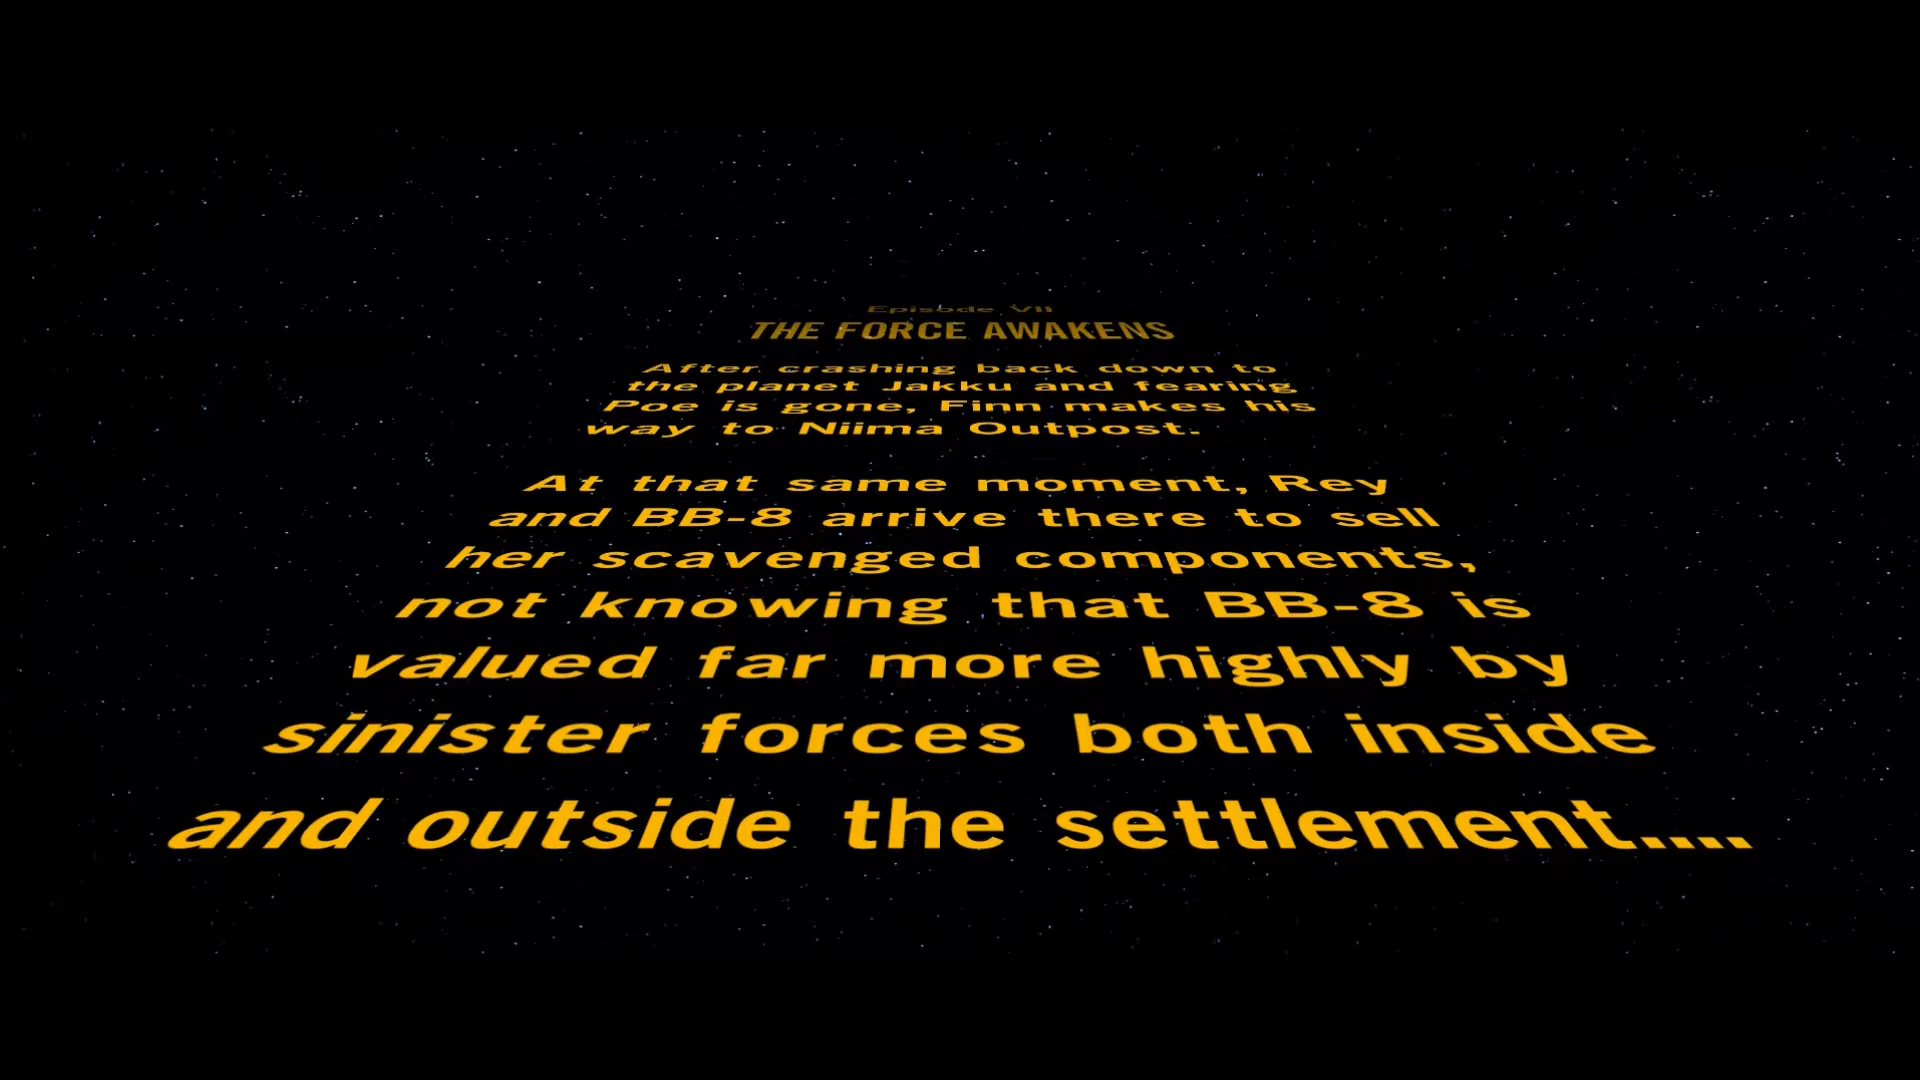 Episode VII
THE FORCE AWAKENS
After crashing back down to
the planet Jakku and fearing
Poe is gone, Finn makes his
way to Niima Outpost.
At that same moment, Rey
and BB-8 arrive there to sell
her scavenged components,
not knowing that BB-8 is
valued far more highly by
sinister forces both inside
and outside the settlement....